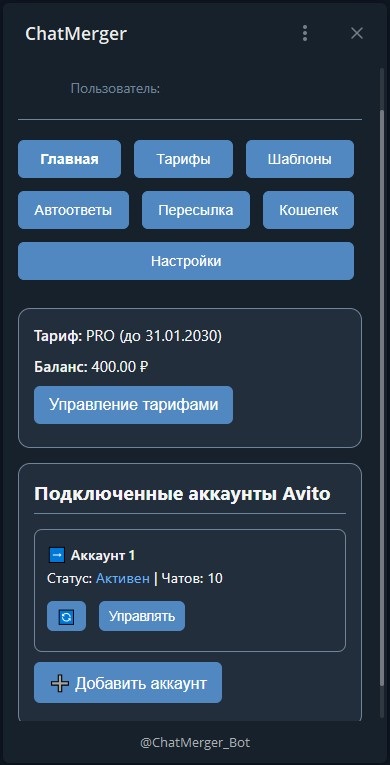 ChatMerger
Пользователь:
Главная Тарифы Шаблоны
Автоответы Пересылка Кошелек
Настройки
Тариф: PRO (до 31.01.2030)
Баланс: 400.00 ₽
Управление тарифами
Подключенные аккаунты Avito
Аккаунт 1
Статус: Активен | Чатов: 10
Управлять
Добавить аккаунт
@ChatMerger_Bot